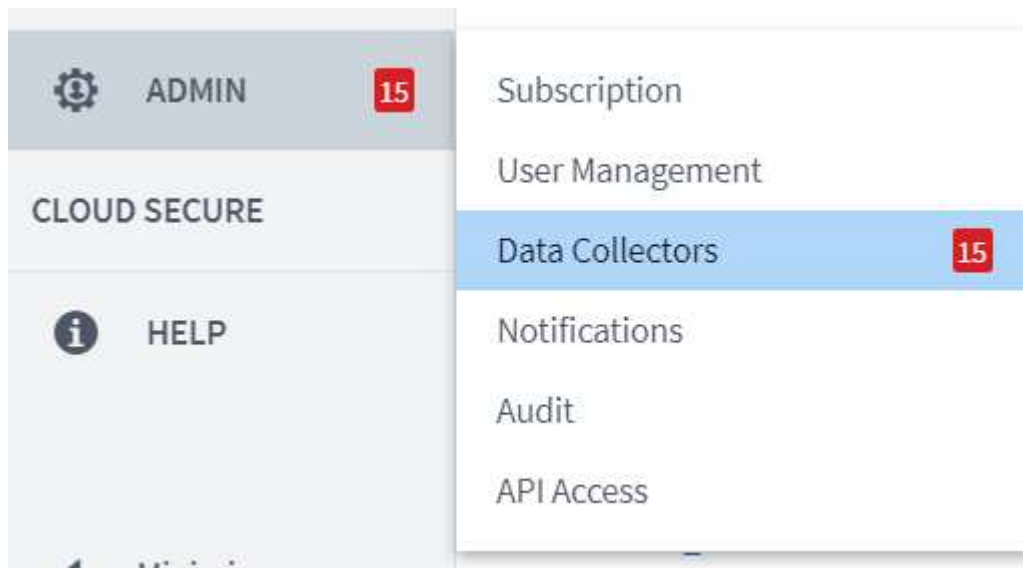 ADMIN 15
CLOUD SECURE
HELP
Subscription
User Management
Data Collectors 15
Notifications
Audit
API Access